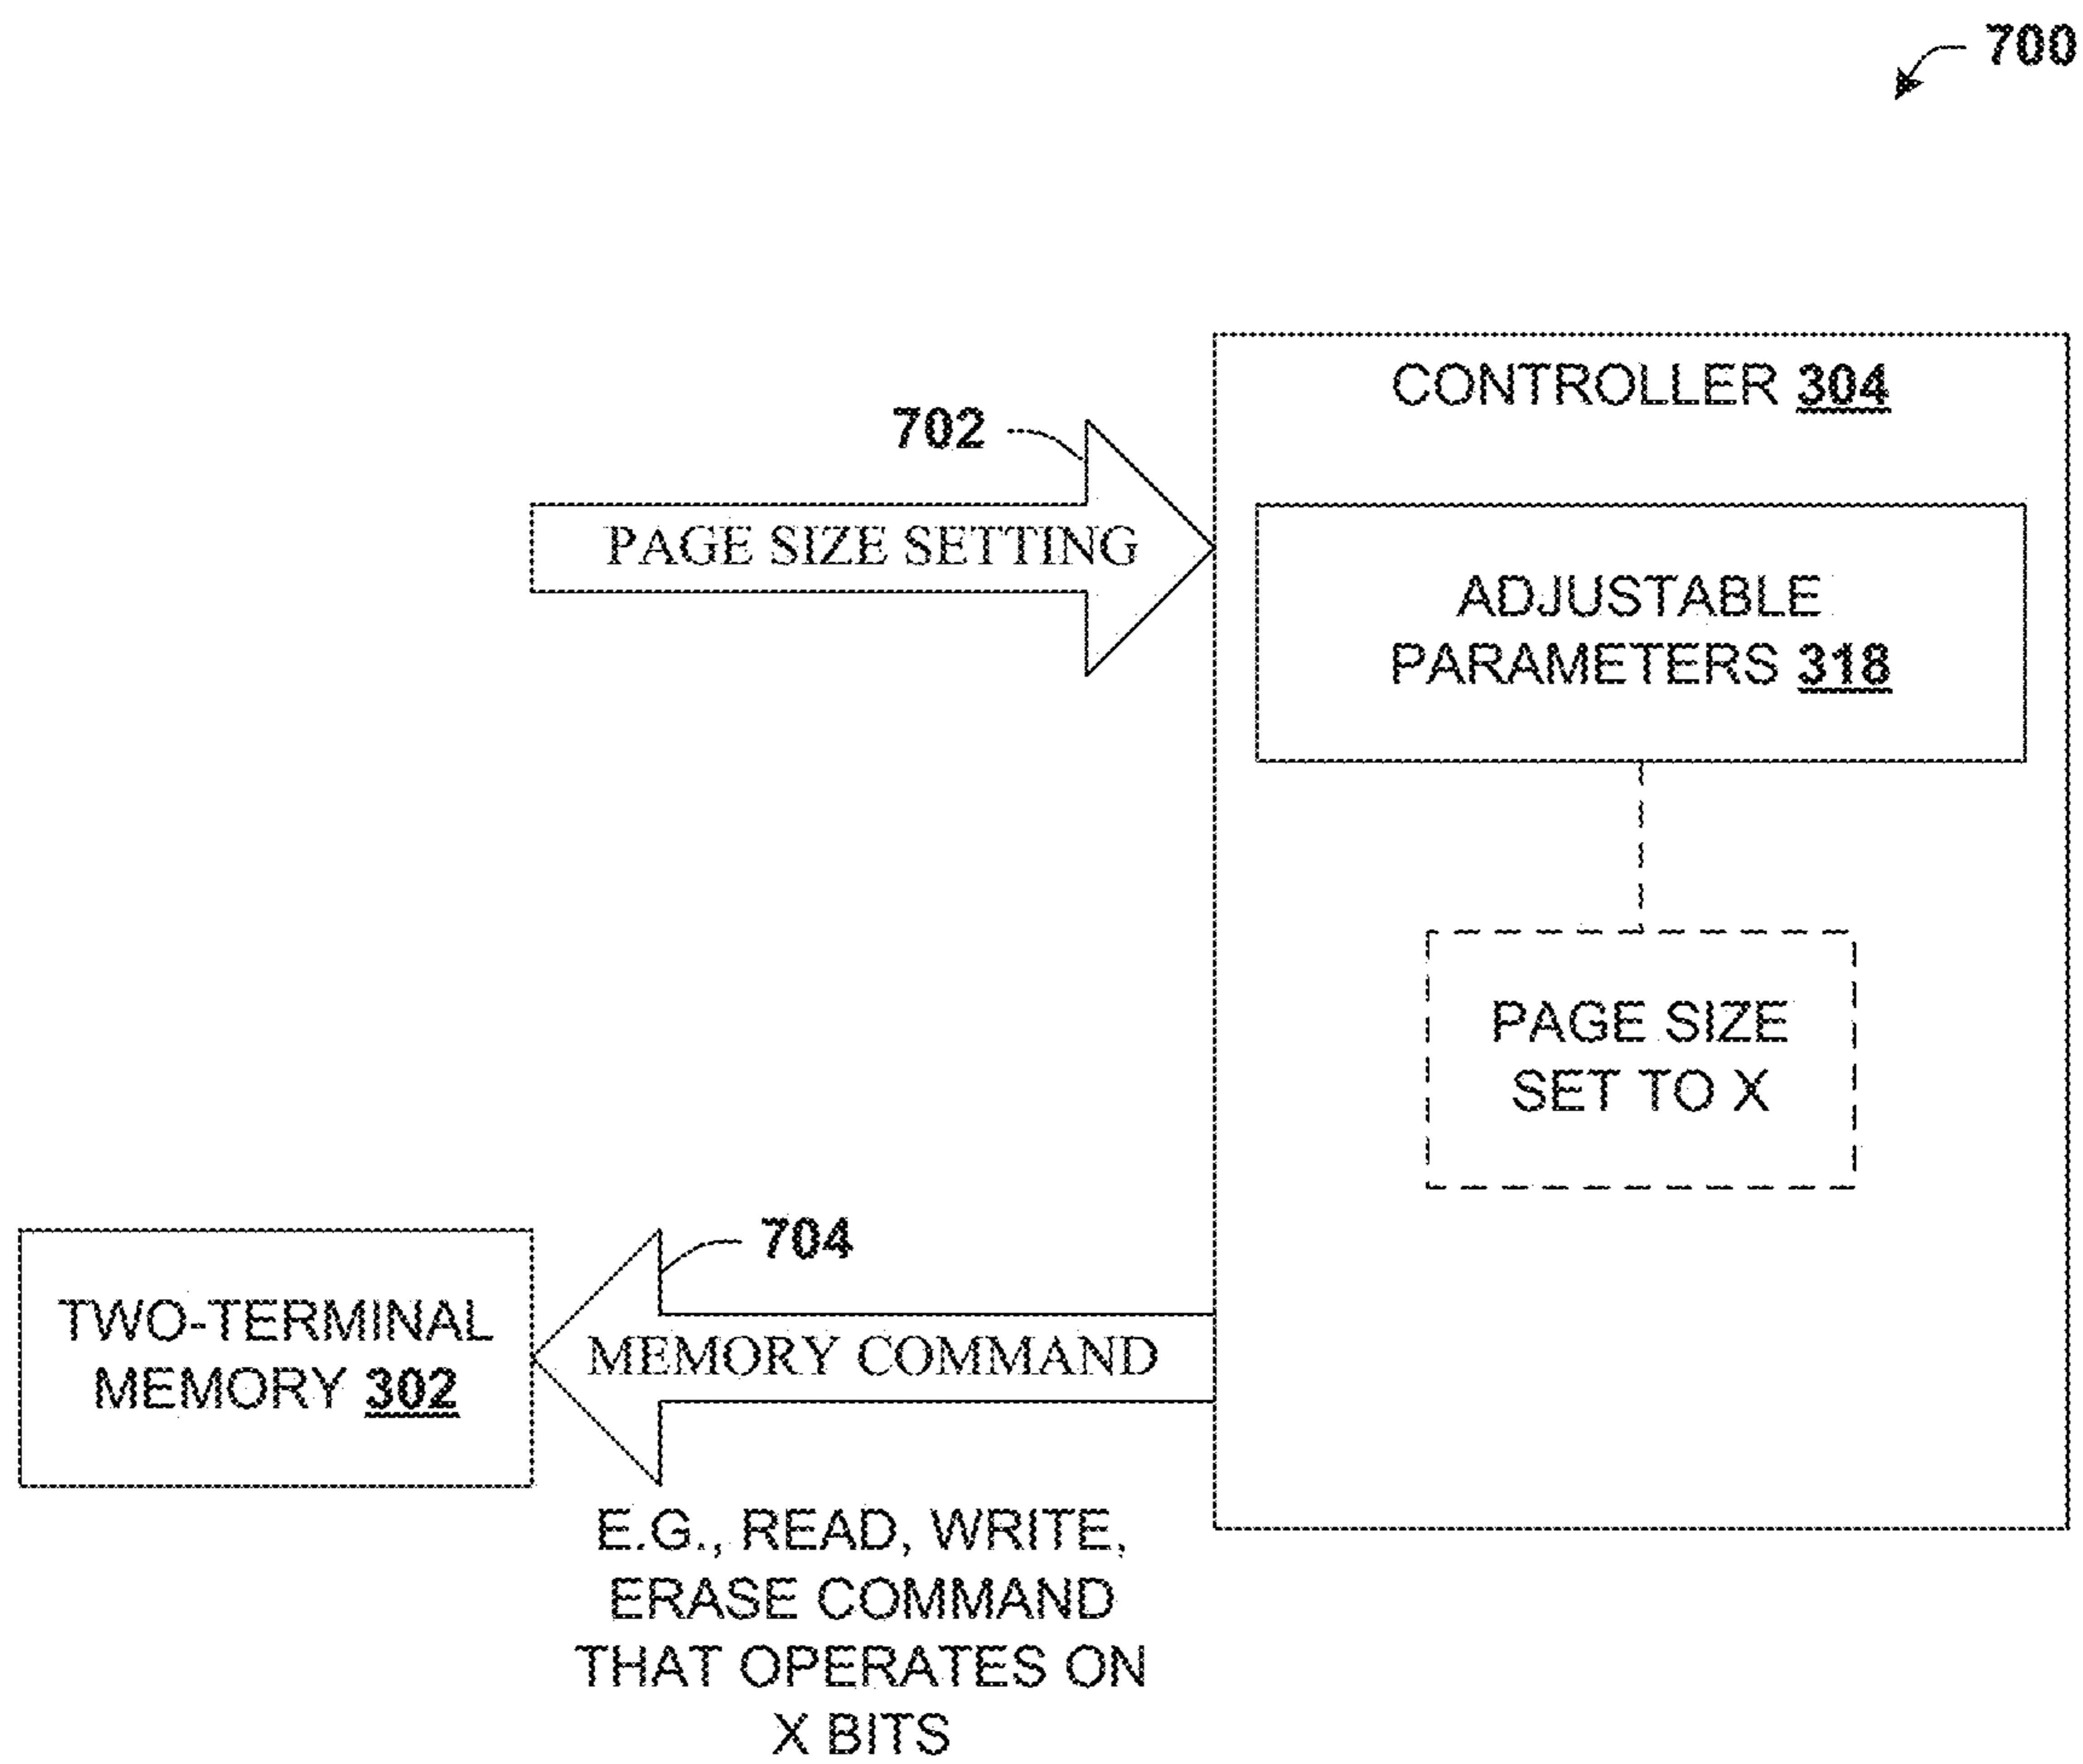 700
CONTROLLER 304
702
PAGE SIZE SETTING
ADJUSTABLE
PARAMETERS 318
PAGE SIZE
SET TO X
704
TWO-TERMINAL
MEMORY 302
MEMORY COMMAND
E.G., READ, WRITE,
ERASE COMMAND
THAT OPERATES ON
X BITS